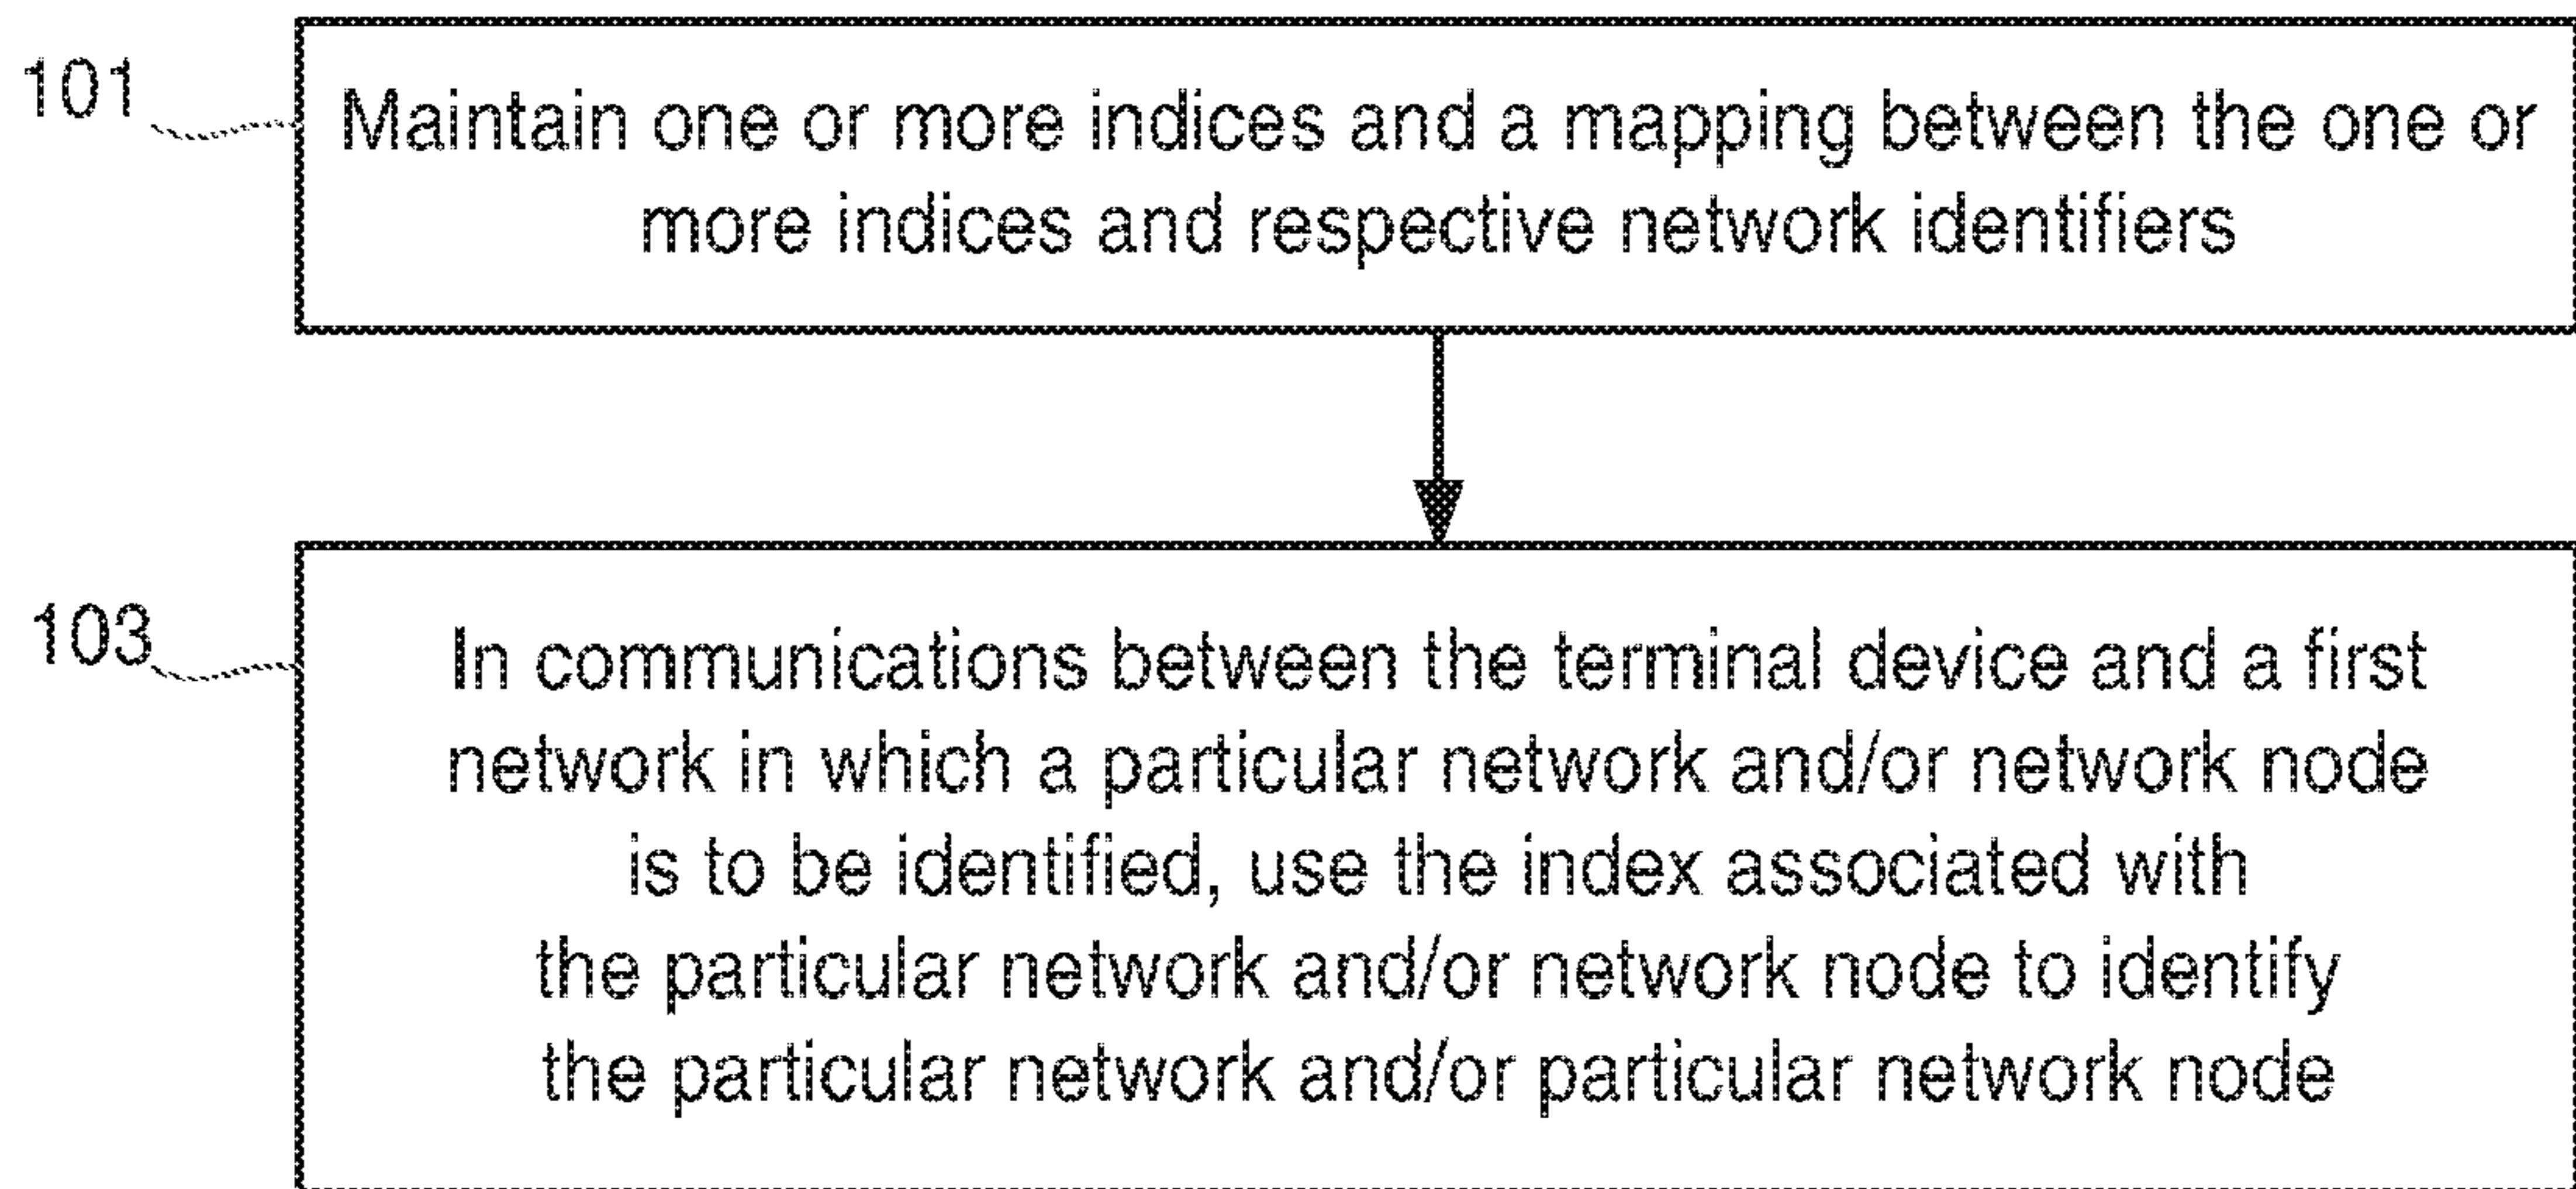 101
Maintain one or more indices and a mapping between the one or
more indices and respective network identifiers
103
In communications between the terminal device and a first
network in which a particular network and/or network node
is to be identified, use the index associated with
the particular network and/or network node to identify
the particular network and/or particular network node